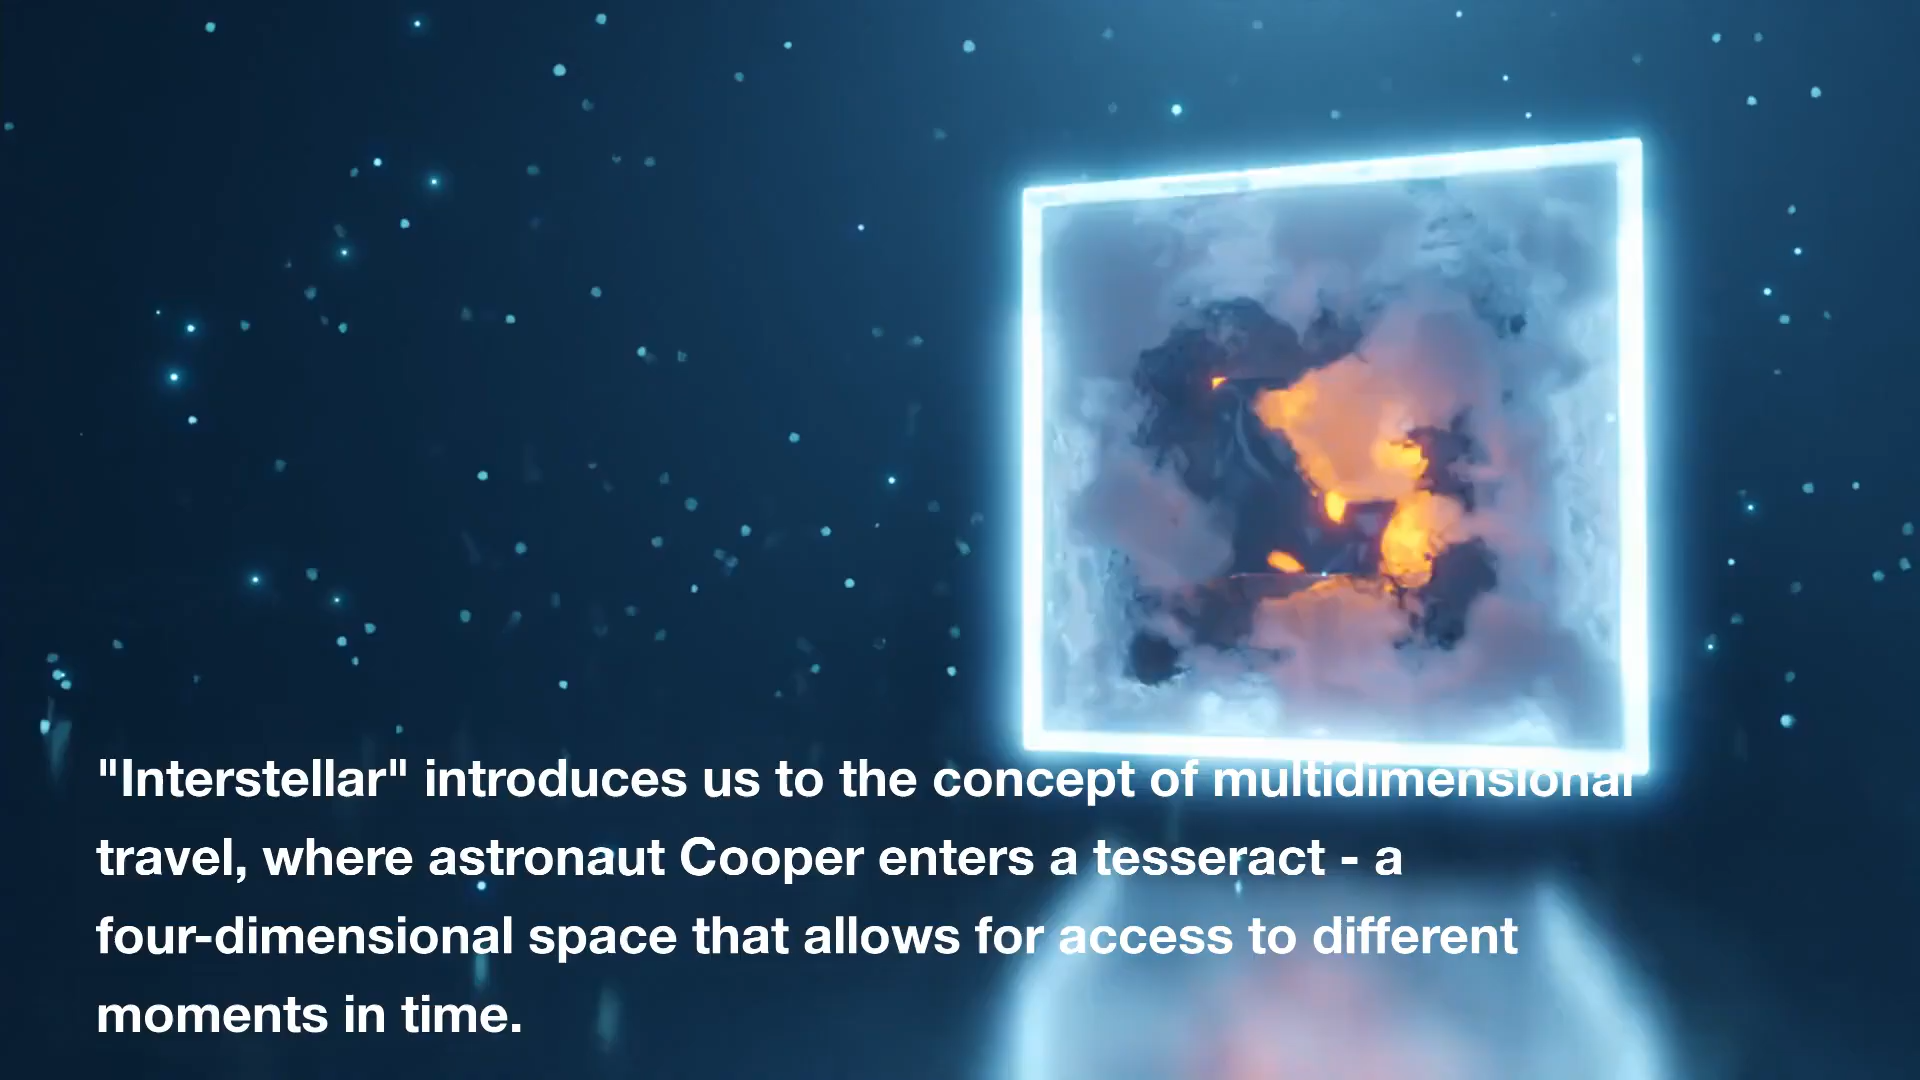 "Interstellar" introduces us to the concept of multidimensional
travel, where astronaut Cooper enters a tesseract - a
four-dimensional space that allows for access to different
moments in time.